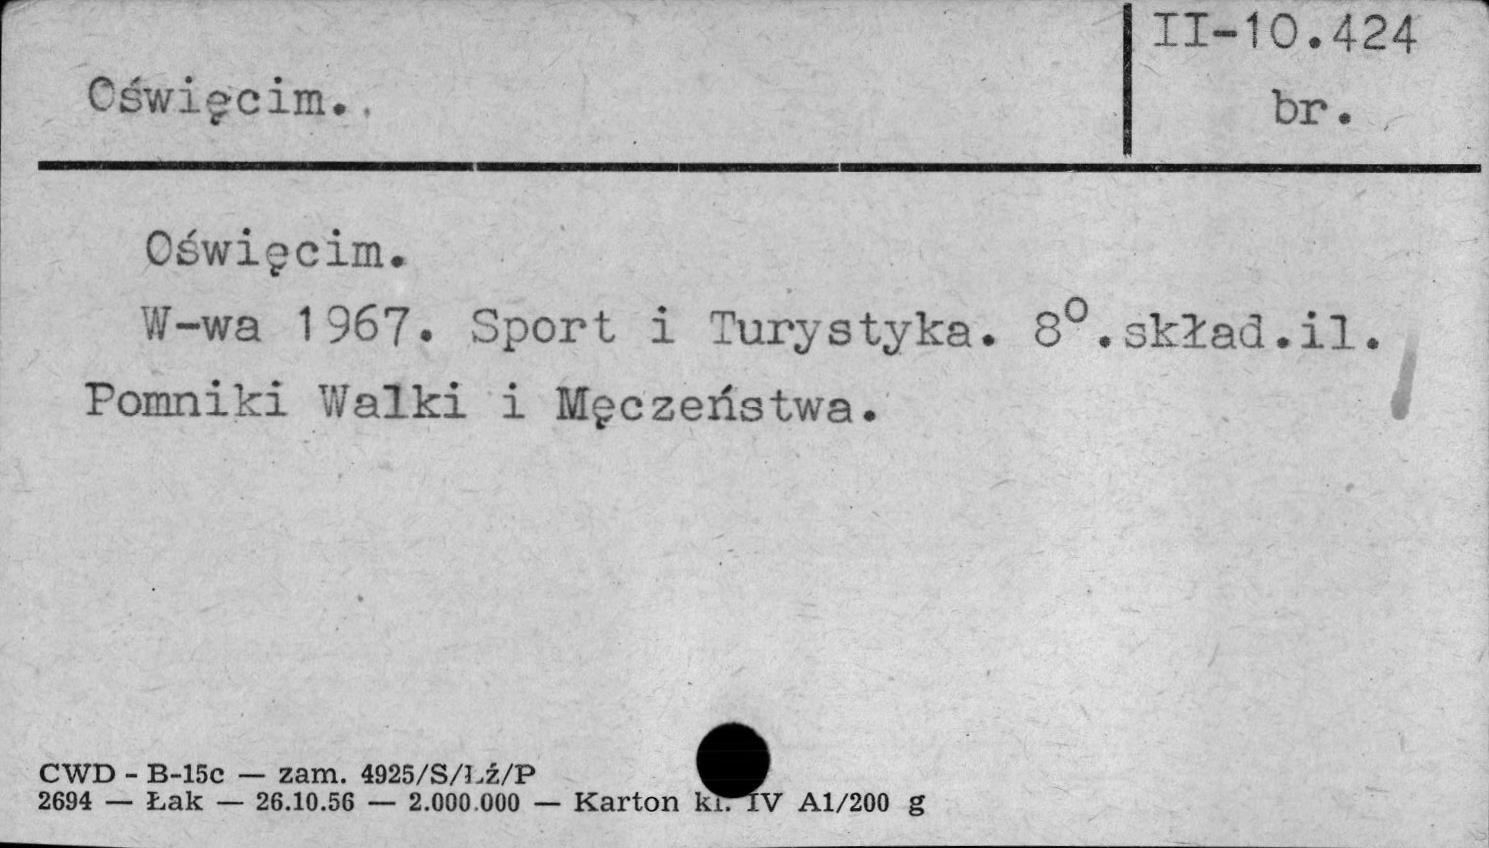 II-10.424
Oświęcim.
br.
Oświęcim.
W-wa 1967. Sport i Turystyka. 8º.skład.il.
Pomniki Walki i Męczeństwa.
CWD - B-15c — zam. 4925/S/Łź/P
2694 — Łak — 26.10.56 — 2.000.000 — Karton kl. IV A1/200 g